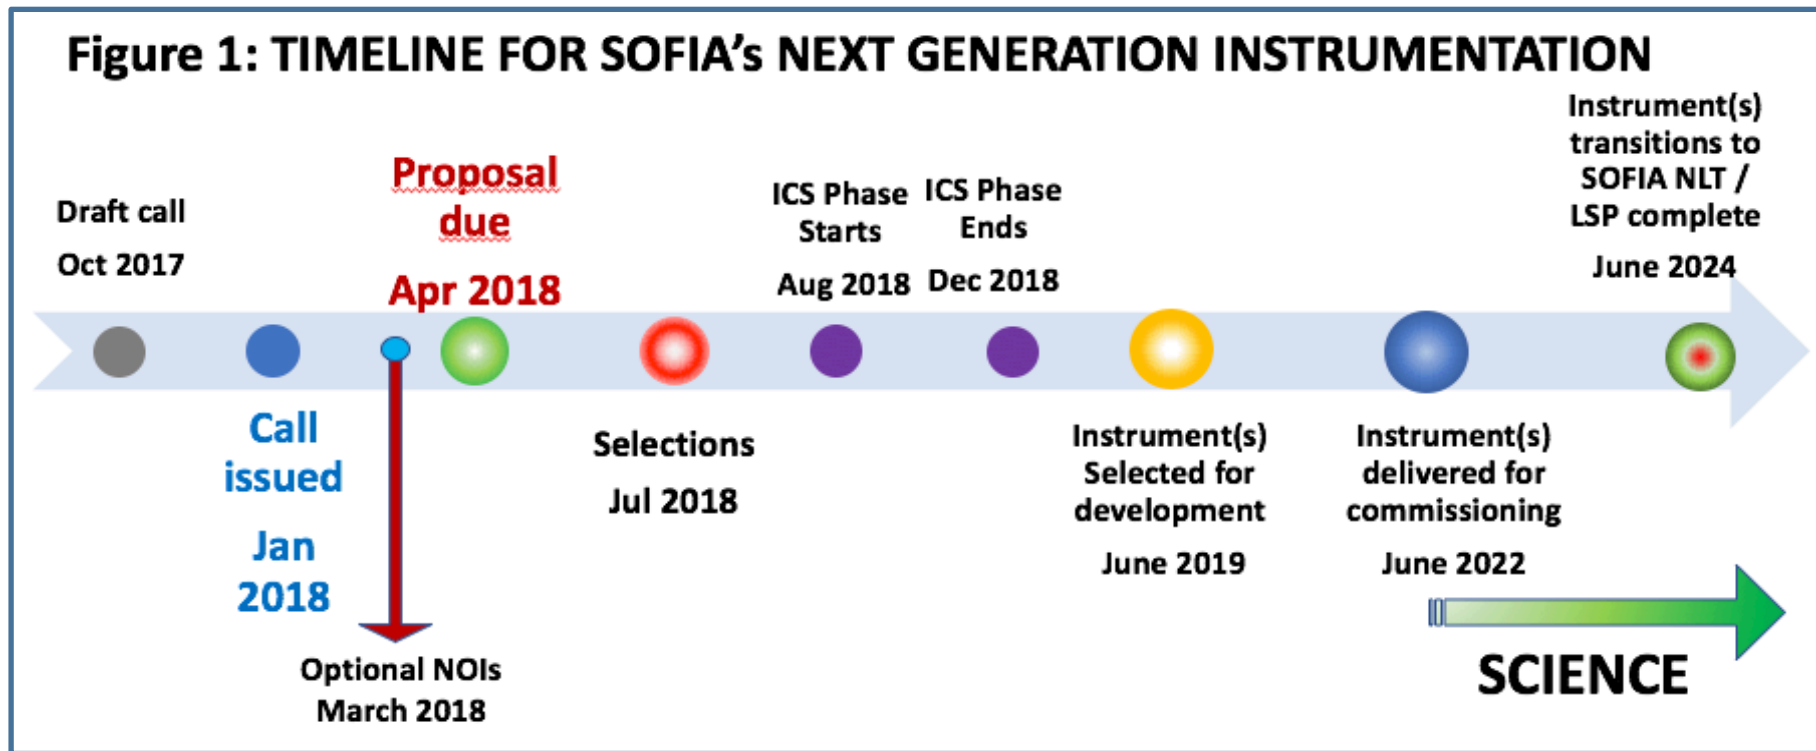 Figure 1: TIMELINE FOR SOFIA's NEXT GENERATION INSTRUMENTATION
Draft call
Oct 2017
Call
issued
Jan
2018
Optional NOIs
March 2018
Proposal
due
Apr 2018
Selections
Jul 2018
ICS Phase
Starts
Aug 2018
ICS Phase
Ends
Dec 2018
Instrument(s)
Selected for
development
June 2019
Instrument(s)
delivered for
commissioning
June 2022
Instrument(s)
transitions to
SOFIA NLT /
LSP complete
June 2024
SCIENCE